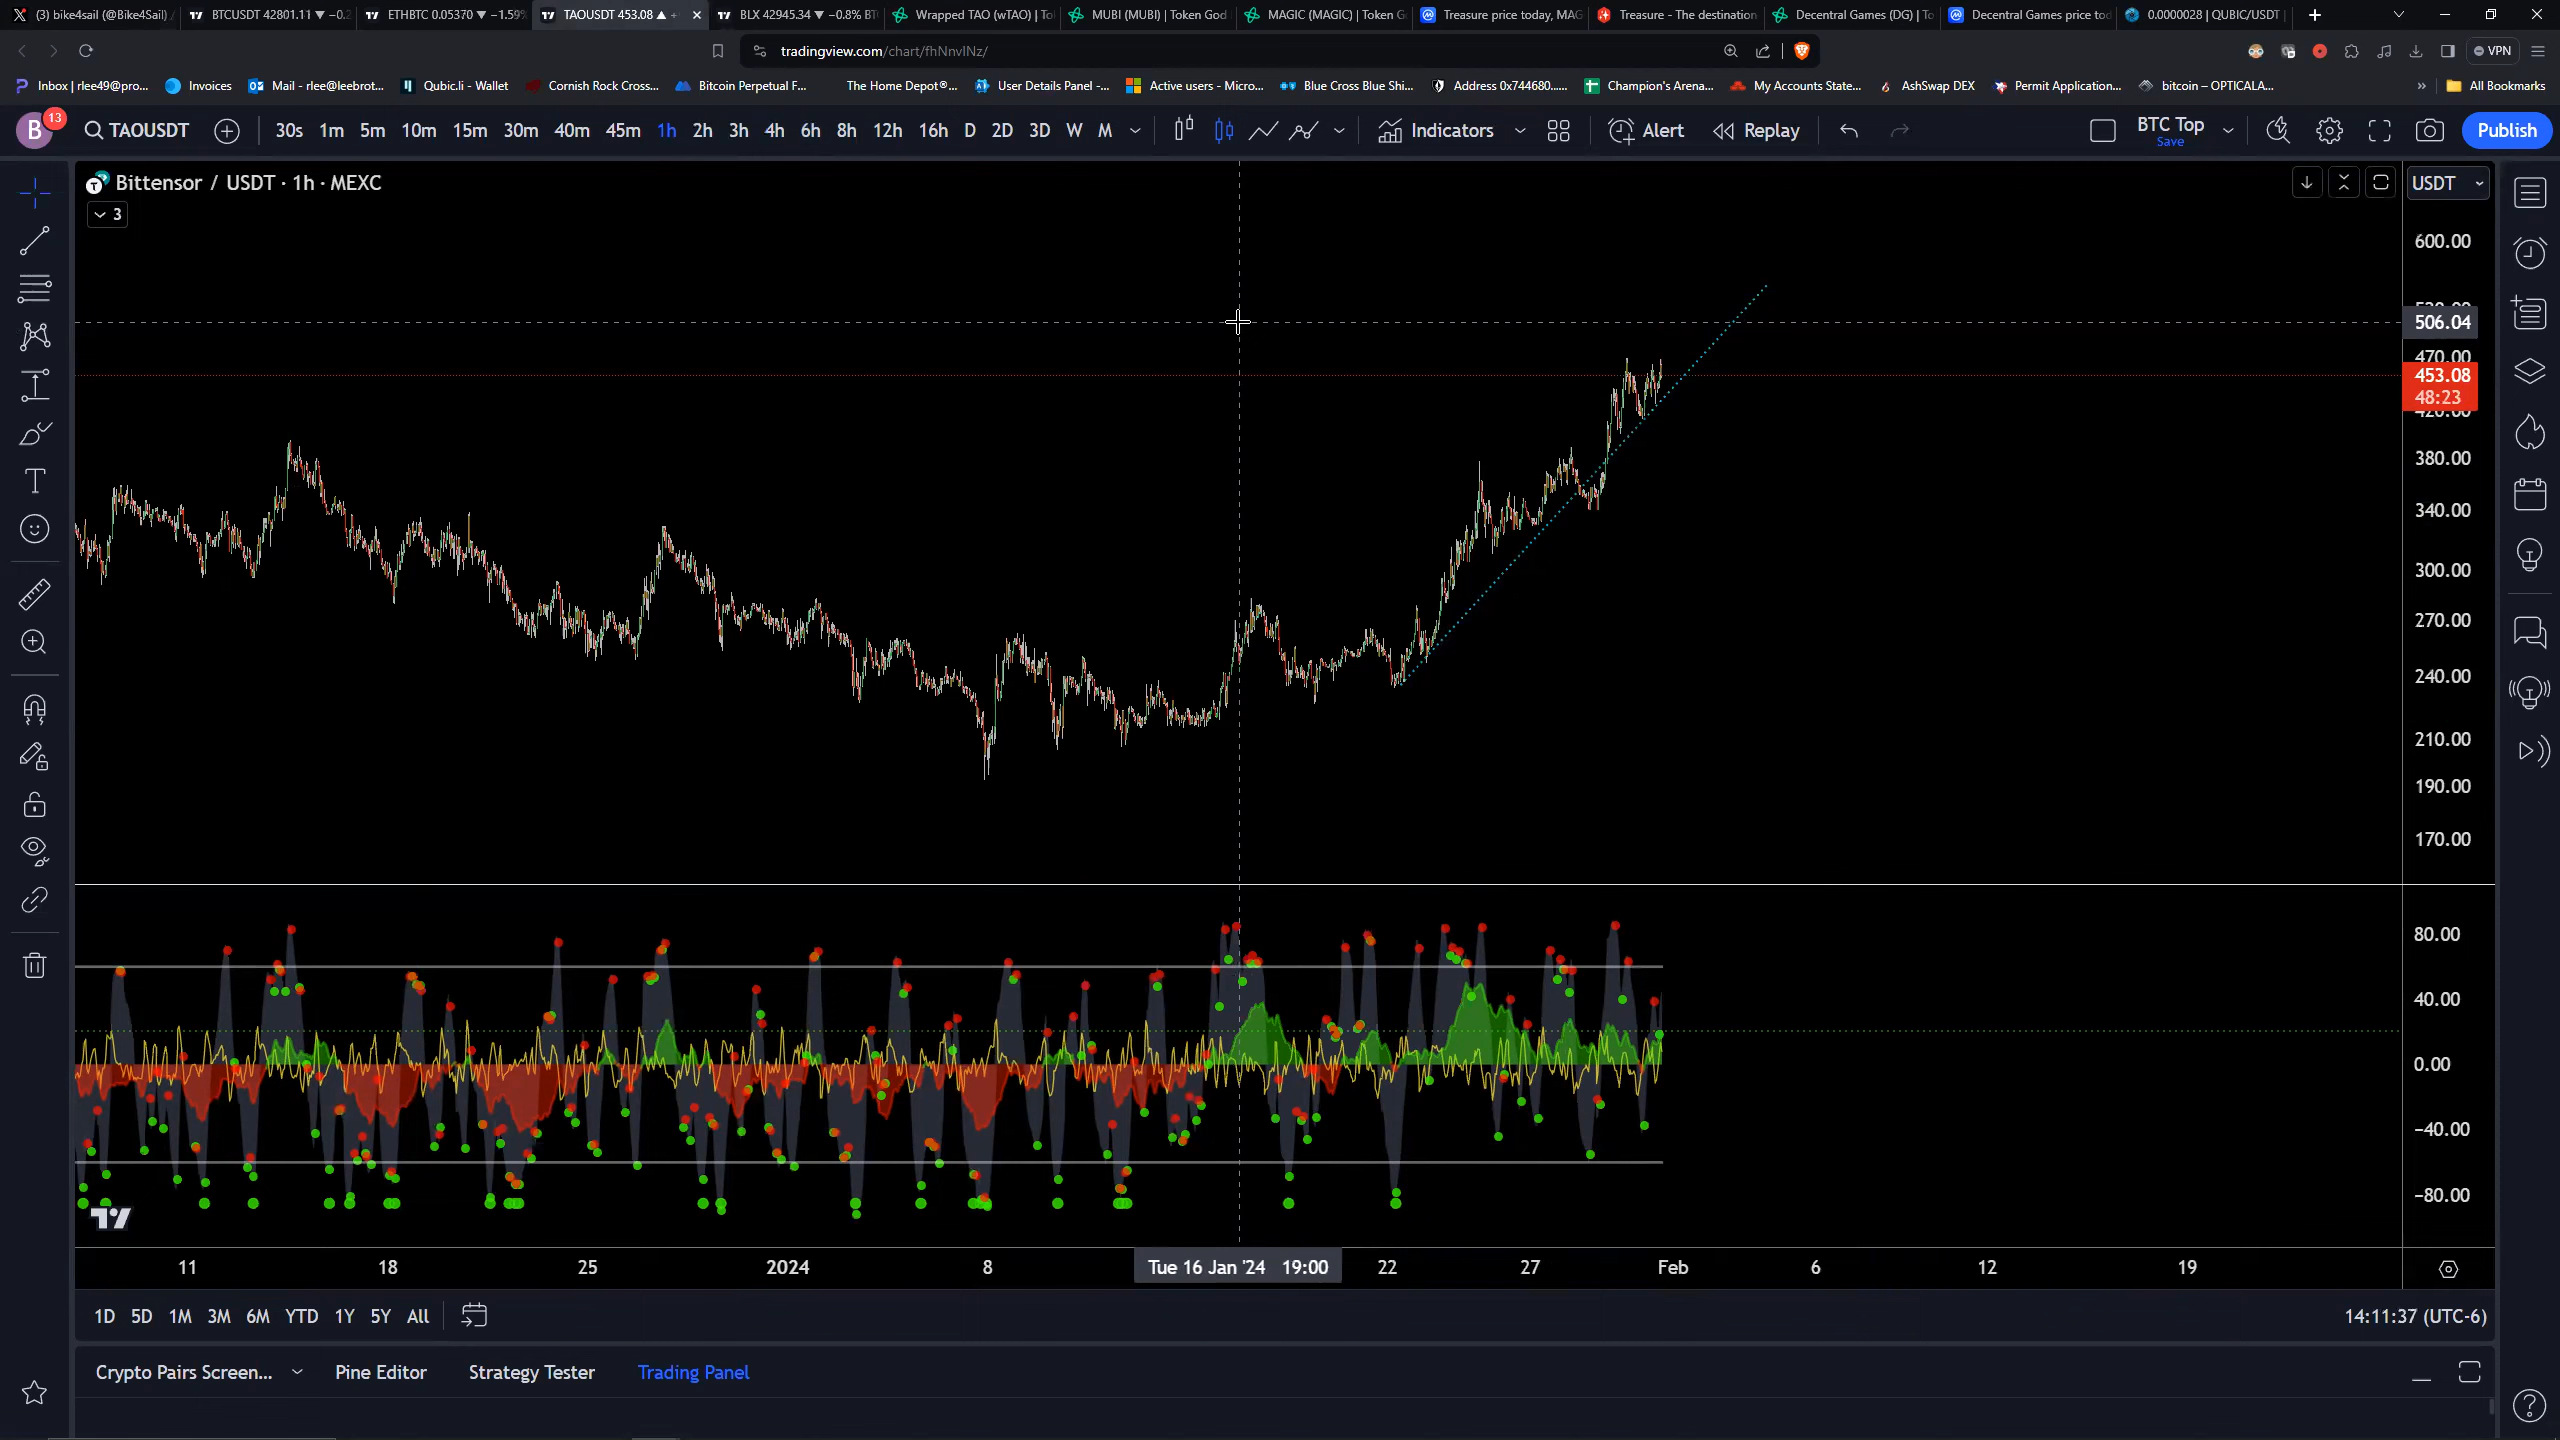 (3) bike4sail (@Bike4Sail) /
BTCUSDT 42801.11 ▼ −0.2
ETHBTC 0.05370 ▼ −1.59%
TAOUSDT 453.08 ▲ +
BLX 42945.34 ▼ −0.8% BT
Wrapped TAO (wTAO) | To
MUBI (MUBI) | Token God
MAGIC (MAGIC) | Token G
Treasure price today, MAG
Treasure - The destination
Decentral Games (DG) | To
Decentral Games price tod
0.0000028 | QUBIC/USDT |
tradingview.com/chart/fhNnvINz/
VPN
Inbox | rlee49@pro...
Invoices
Mail - rlee@leebrot...
Qubic.li - Wallet
Cornish Rock Cross...
Bitcoin Perpetual F...
The Home Depot®...
User Details Panel -...
Active users - Micro...
Blue Cross Blue Shi...
Address 0x744680......
Champion's Arena...
My Accounts State...
AshSwap DEX
Permit Application...
bitcoin – OPTICALA...
»
All Bookmarks
B 13
TAOUSDT
30s 1m 5m 10m 15m 30m 40m 45m 1h 2h 3h 4h 6h 8h 12h 16h D 2D 3D W M
Indicators
Alert
Replay
BTC Top
Save
Publish
Bittensor / USDT · 1h · MEXC
3
USDT
600.00
506.04
470.00
453.08
48:23
420.00
380.00
340.00
300.00
270.00
240.00
210.00
190.00
170.00
80.00
40.00
0.00
−40.00
−80.00
11 18 25 2024 8 Tue 16 Jan '24 19:00 22 27 Feb 6 12 19
1D 5D 1M 3M 6M YTD 1Y 5Y All
14:11:37 (UTC-6)
Crypto Pairs Screen... Pine Editor Strategy Tester Trading Panel